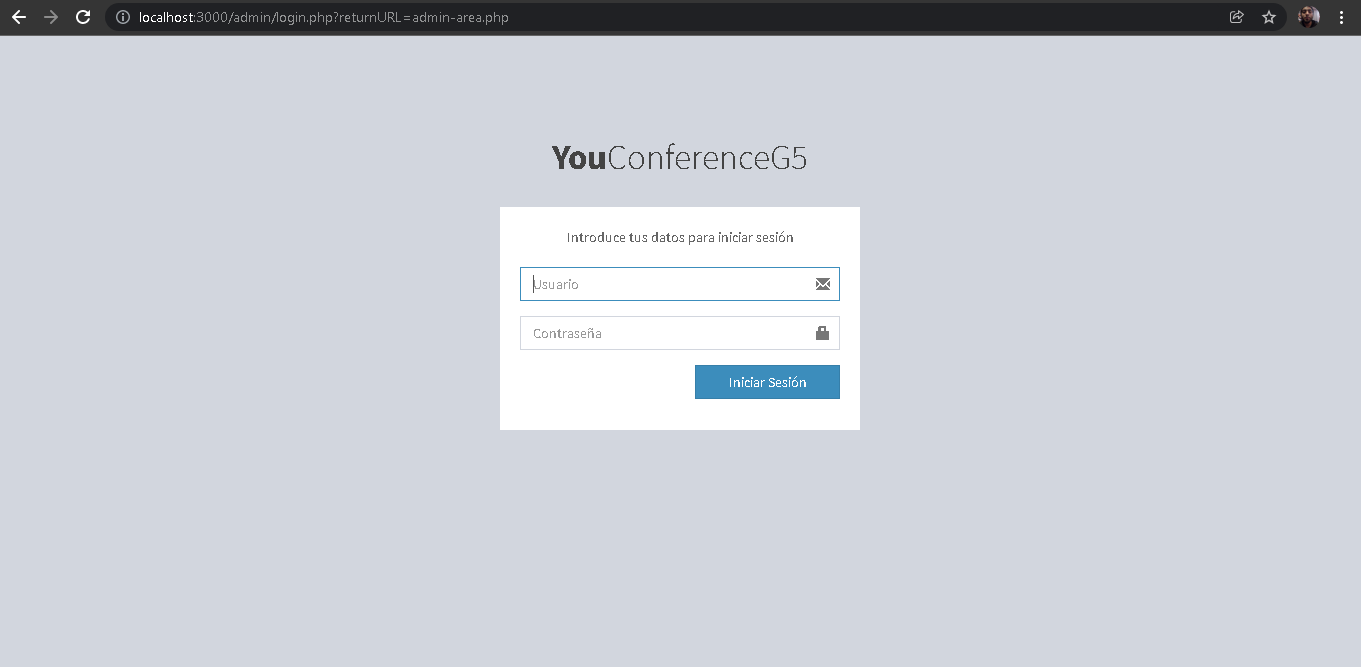 localhost:3000/admin/login.php?returnURL=admin-area.php
YouConferenceG5
Introduce tus datos para iniciar sesión
Usuario
Contraseña
Iniciar Sesión